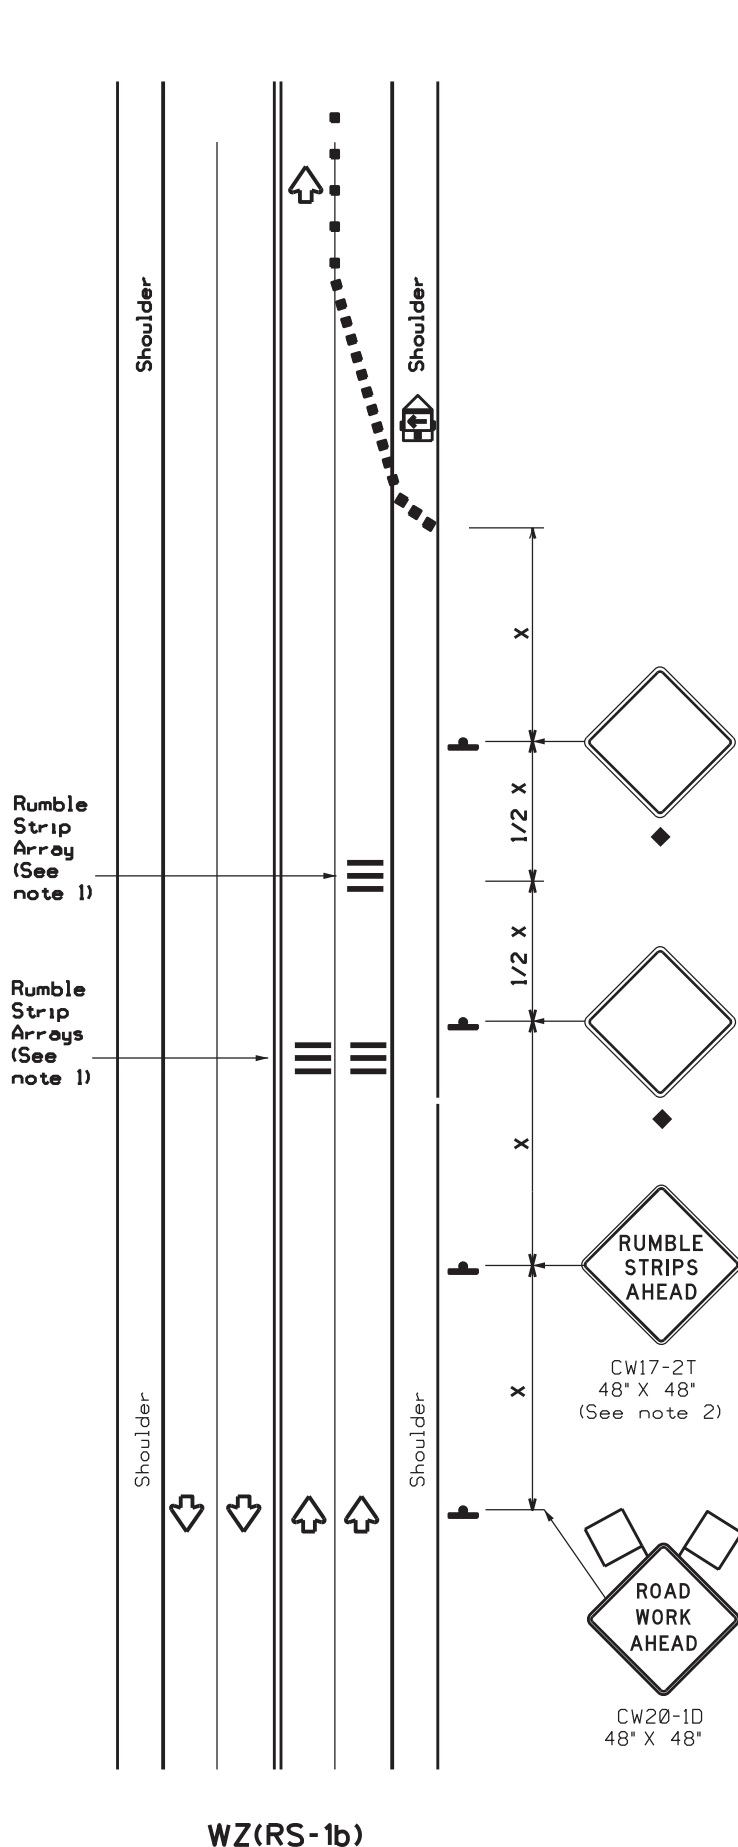 Shoulder
Shoulder
X
1/2 X
Rumble
Strip
Array
(See
note 1)
1/2 X
Rumble
Strip
Arrays
(See
note 1)
X
RUMBLE
STRIPS
AHEAD
CW17-2T
48" X 48"
(See note 2)
X
Shoulder
Shoulder
ROAD
WORK
AHEAD
CW20-1D
48" X 48"
WZ(RS-1b)